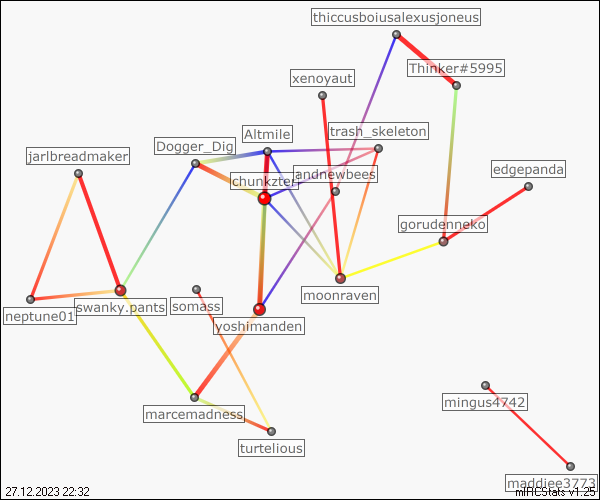 thiccusboiusalexusjoneus
Thinker#5995
xenoyaut
Altmile
trash_skeleton
Dogger_Dig
jarlbreadmaker
chunkzter
andnewbees
edgepanda
gorudenneko
moonraven
neptune01
swanky.pants
somass
yoshimanden
marcemadness
mingus4742
turtelious
maddiee3773
27.12.2023 22:32
mIRCStats v1.25